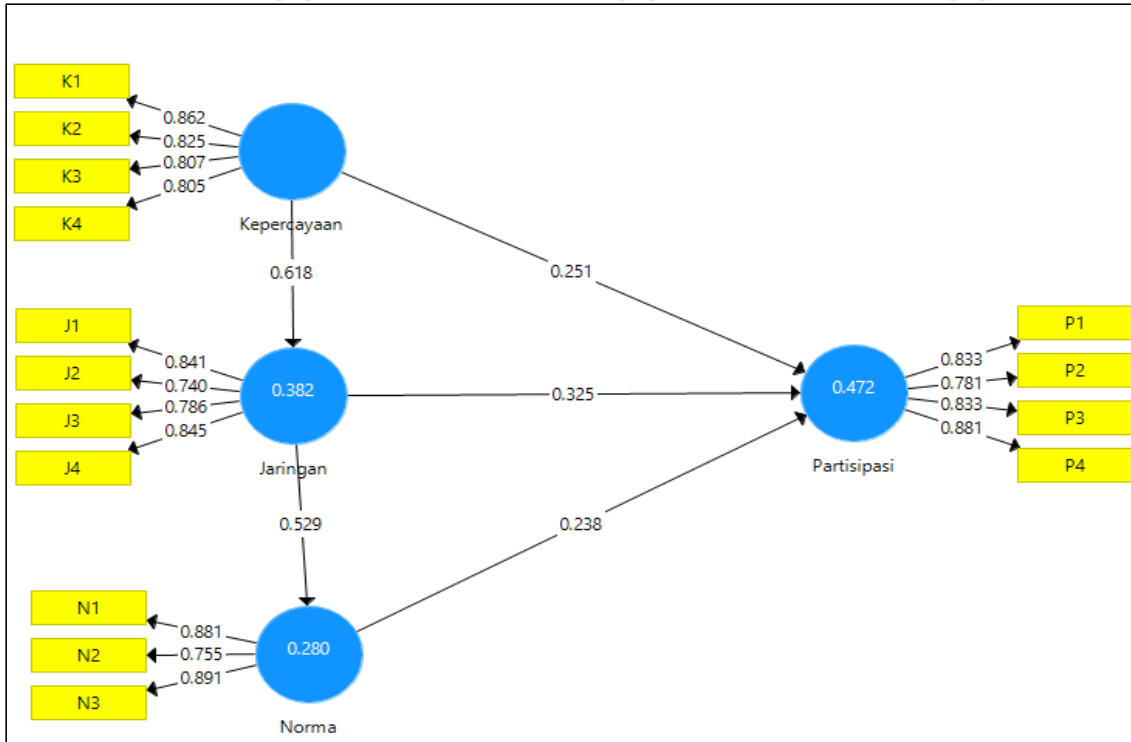 K1
0.862
K2
0.825
K3
0.807
K4
0.805
Kepercayaan
0.618
0.251
J1
0.841
J2
0.740
J3
0.786
J4
0.845
0.382
Jaringan
0.325
0.529
0.472
Partisipasi
P1
0.833
P2
0.781
P3
0.833
P4
0.881
0.238
N1
0.881
N2
0.755
N3
0.891
0.280
Norma